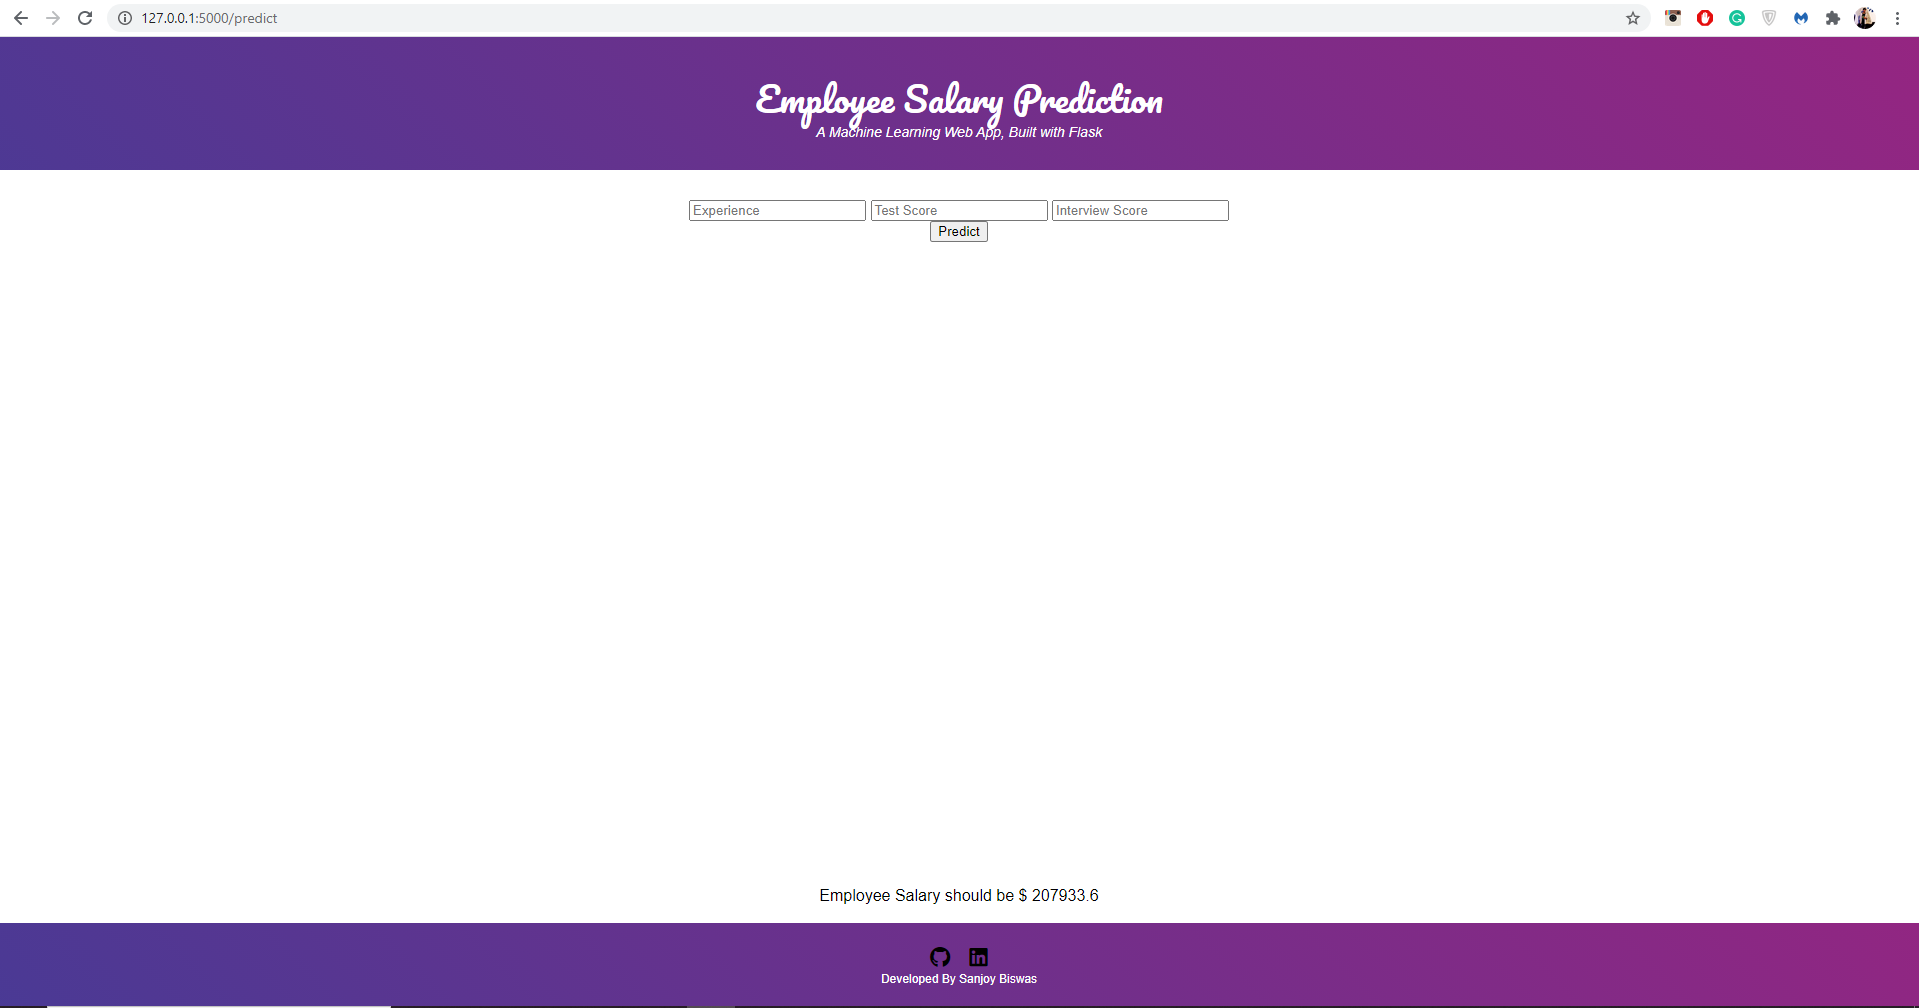 127.0.0.1:5000/predict
Employee Salary Prediction
A Machine Learning Web App, Built with Flask
Experience Test Score Interview Score
Predict
Employee Salary should be $ 207933.6
Developed By Sanjoy Biswas